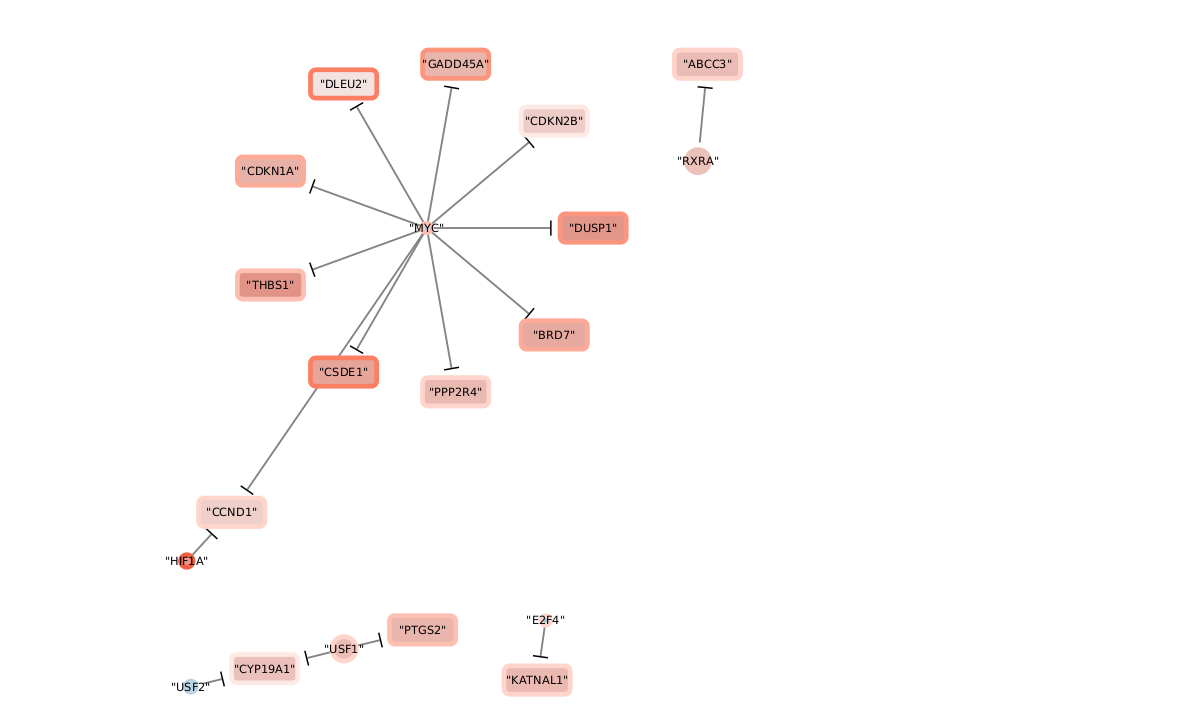 "GADD45A"
"ABCC3"
"DLEU2"
"CDKN2B"
"RXRA"
"CDKN1A"
"MYC"
"DUSP1"
"THBS1"
"BRD7"
"CSDE1"
"PPP2R4"
"CCND1"
"HIF1A"
"E2F4"
"PTGS2"
"USF1"
"CYP19A1"
"KATNAL1"
"USF2"